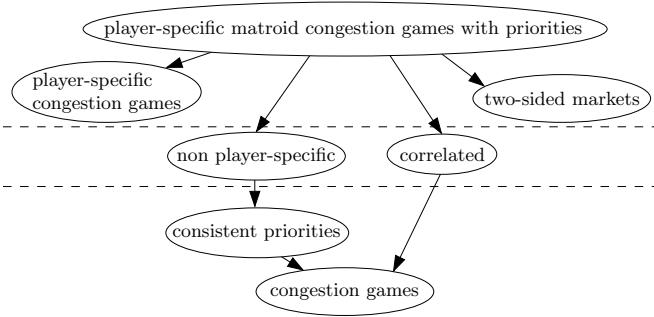 player-specific matroid congestion games with priorities
player-specific
congestion games
two-sided markets
non player-specific
correlated
consistent priorities
congestion games